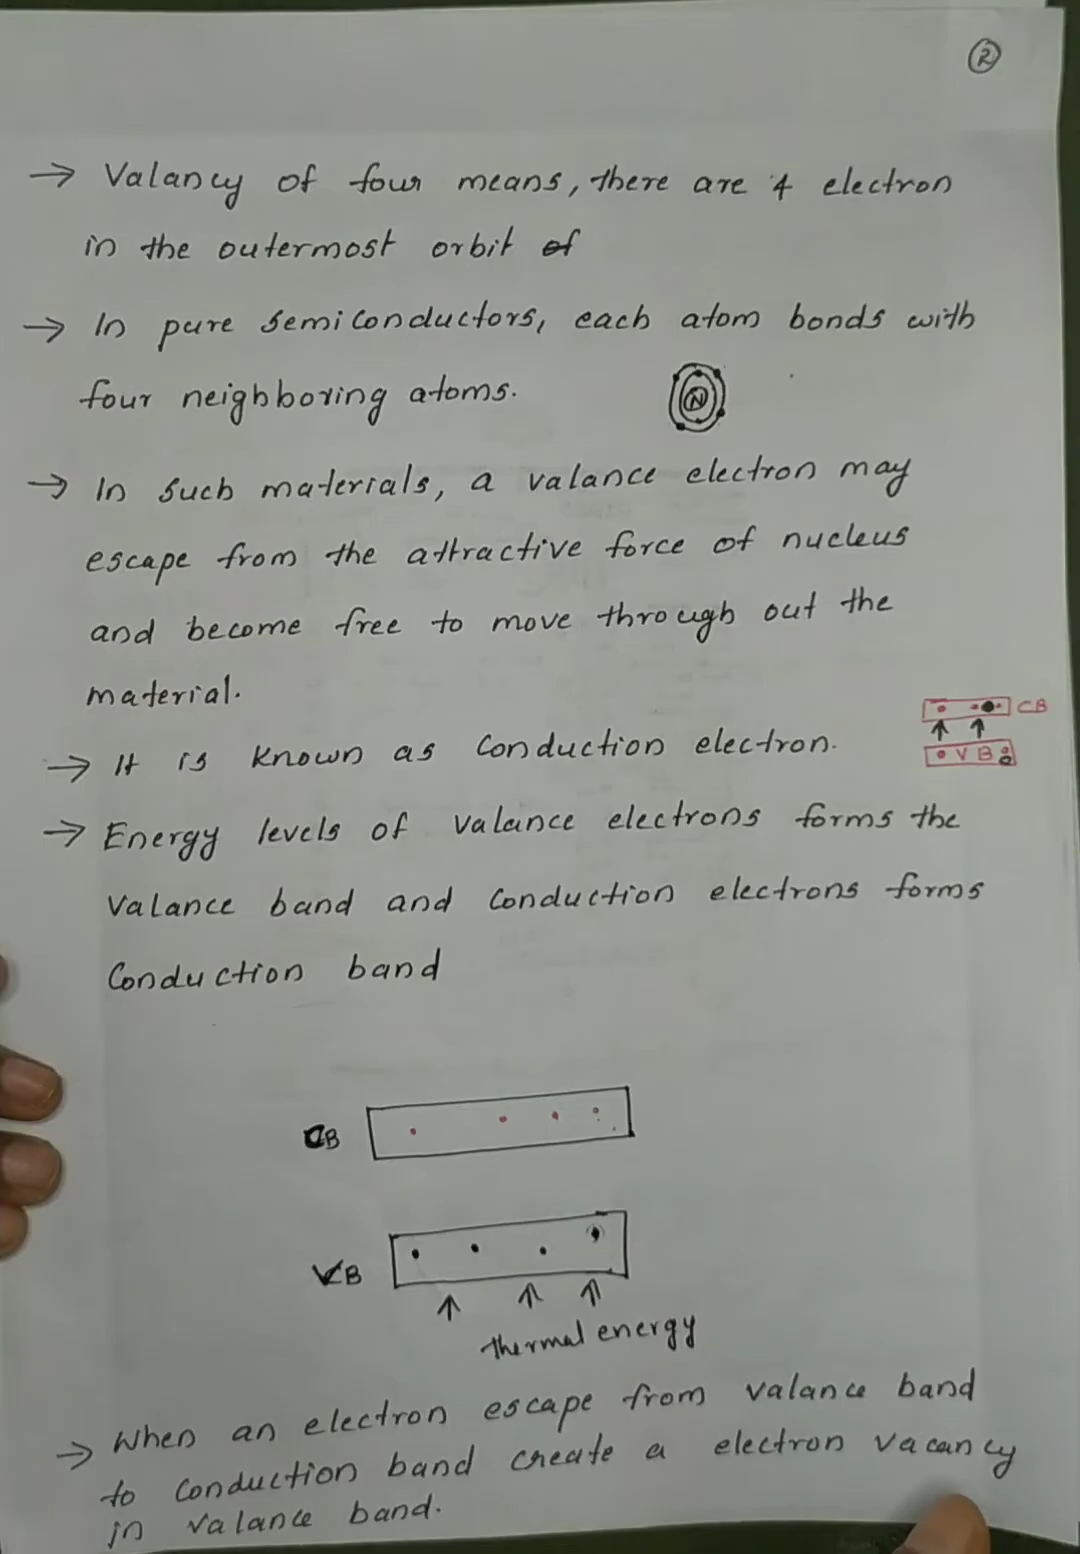 2
→ Valancy of four means, there are 4 electron
in the outermost orbit of
→ In pure semiconductors, each atom bonds with
four neighboring atoms.
N
→ In such materials, a valance electron may
escape from the attractive force of nucleus
and become free to move through out the
material.
CB
VB
→ It is known as conduction electron.
→ Energy levels of valance electrons forms the
valance band and conduction electrons forms
conduction band
CB
VB
thermal energy
→ When an electron escape from valance band
to conduction band create a electron vacancy
in valance band.